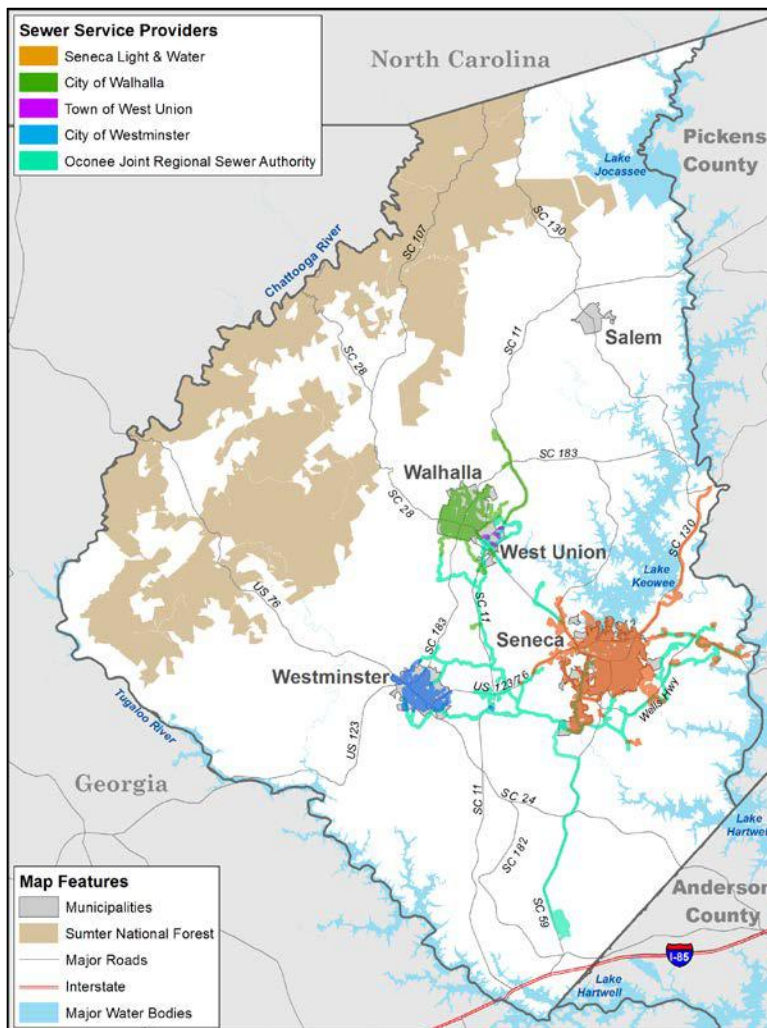 Sewer Service Providers
Seneca Light & Water
City of Walhalla
Town of West Union
City of Westminster
Oconee Joint Regional Sewer Authority
North Carolina
Pickens
County
Lake
Jocassee
SC 107
SC 130
Chattooga River
SC 11
Salem
SC 28
Walhalla
SC 183
SC 28
SC 130
West Union
Lake
Keowee
US 76
SC 11
SC 183
Seneca
Westminster
US 123/76
Wells Hwy
Tugaloo River
US 123
Georgia
SC 11
SC 24
SC 182
Lake
Hartwell
Anderson
County
SC 59
I-85
Lake
Hartwell
Map Features
Municipalities
Sumter National Forest
Major Roads
Interstate
Major Water Bodies